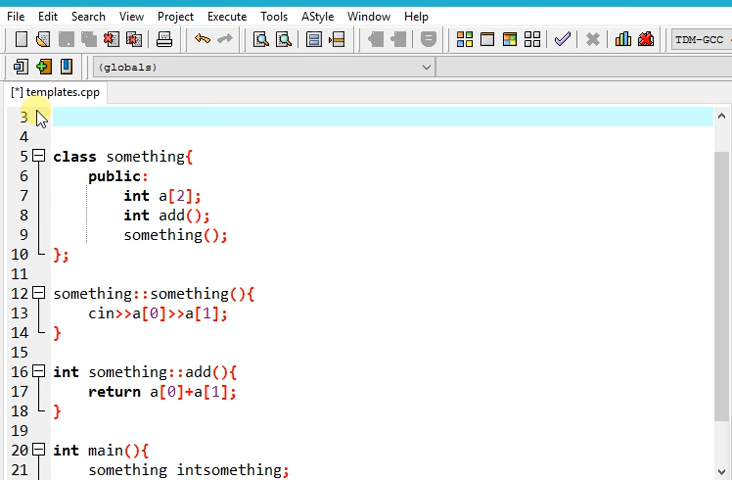 File Edit Search View Project Execute Tools AStyle Window Help
TDM-GCC
(globals)
[*] templates.cpp
3
4
5 class something{
6 public:
7 int a[2];
8 int add();
9 something();
10 };
11
12 something::something(){
13 cin>>a[0]>>a[1];
14 }
15
16 int something::add(){
17 return a[0]+a[1];
18 }
19
20 int main(){
21 something intsomething;